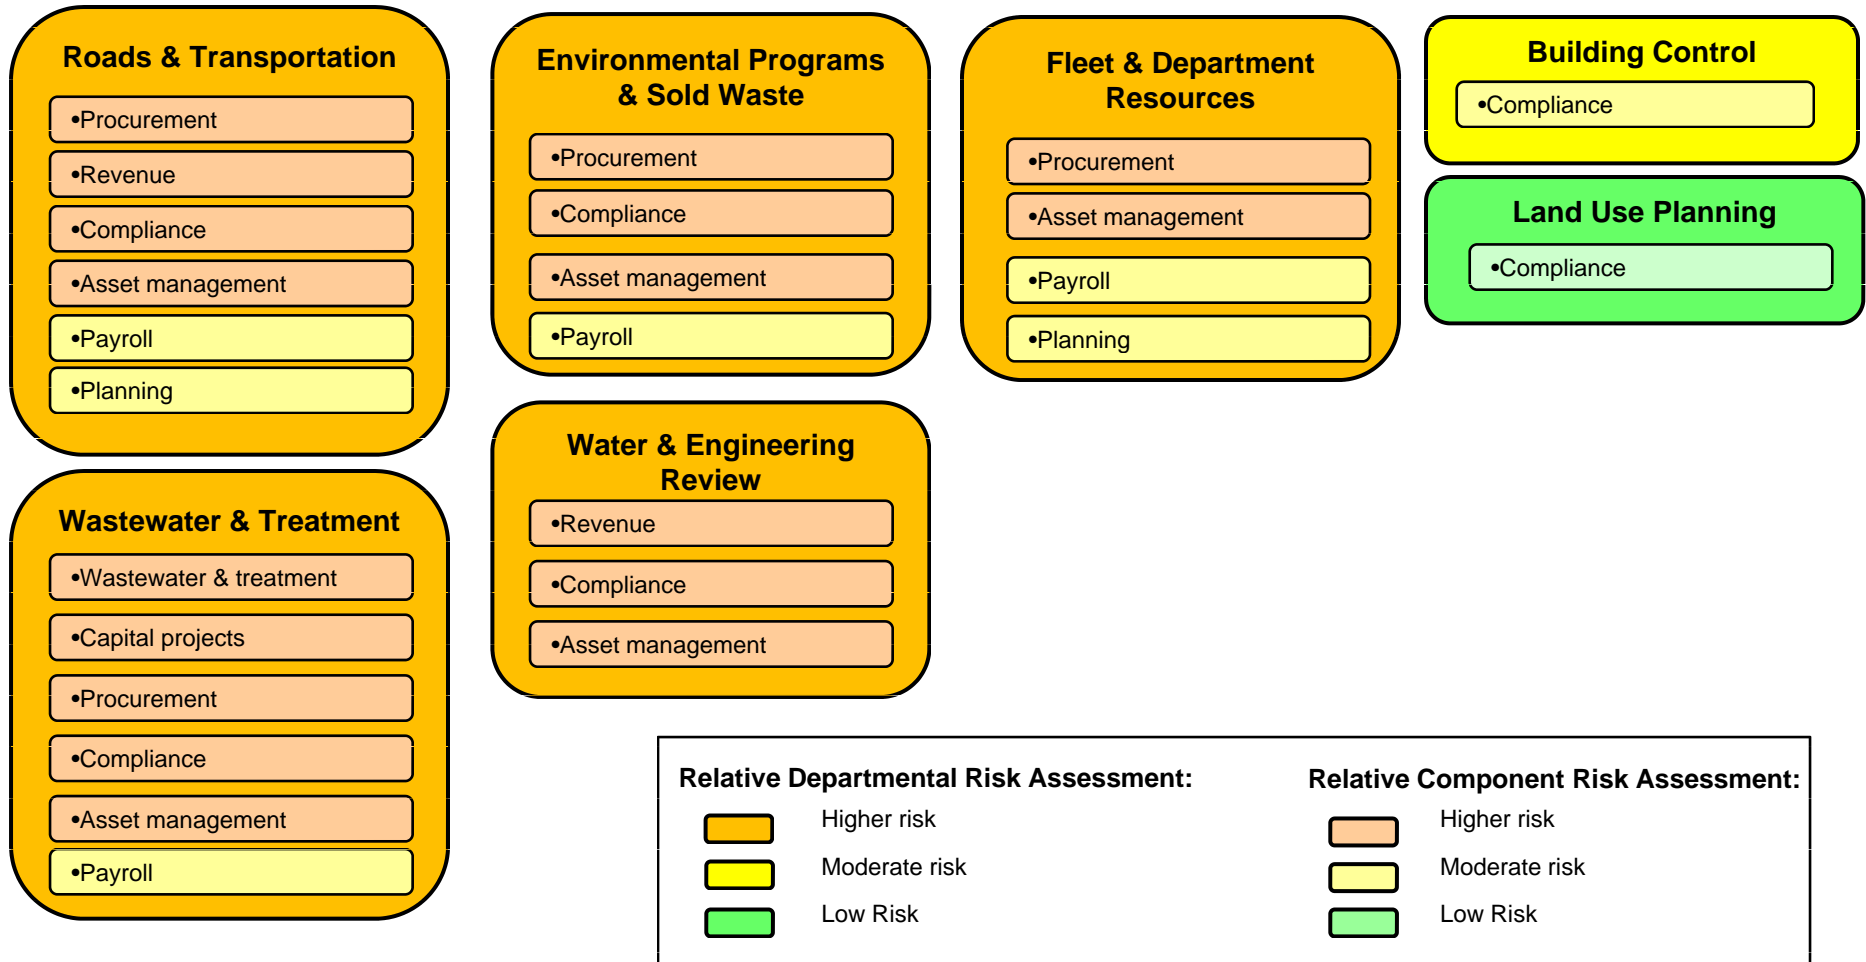 Roads & Transportation
•Procurement
•Revenue
•Compliance
•Asset management
•Payroll
•Planning
Wastewater & Treatment
•Wastewater & treatment
•Capital projects
•Procurement
•Compliance
•Asset management
•Payroll
Environmental Programs
& Sold Waste
•Procurement
•Compliance
•Asset management
•Payroll
Water & Engineering
Review
•Revenue
•Compliance
•Asset management
Fleet & Department
Resources
•Procurement
•Asset management
•Payroll
•Planning
Building Control
•Compliance
Land Use Planning
•Compliance
Relative Departmental Risk Assessment:
Higher risk
Moderate risk
Low Risk
Relative Component Risk Assessment:
Higher risk
Moderate risk
Low Risk